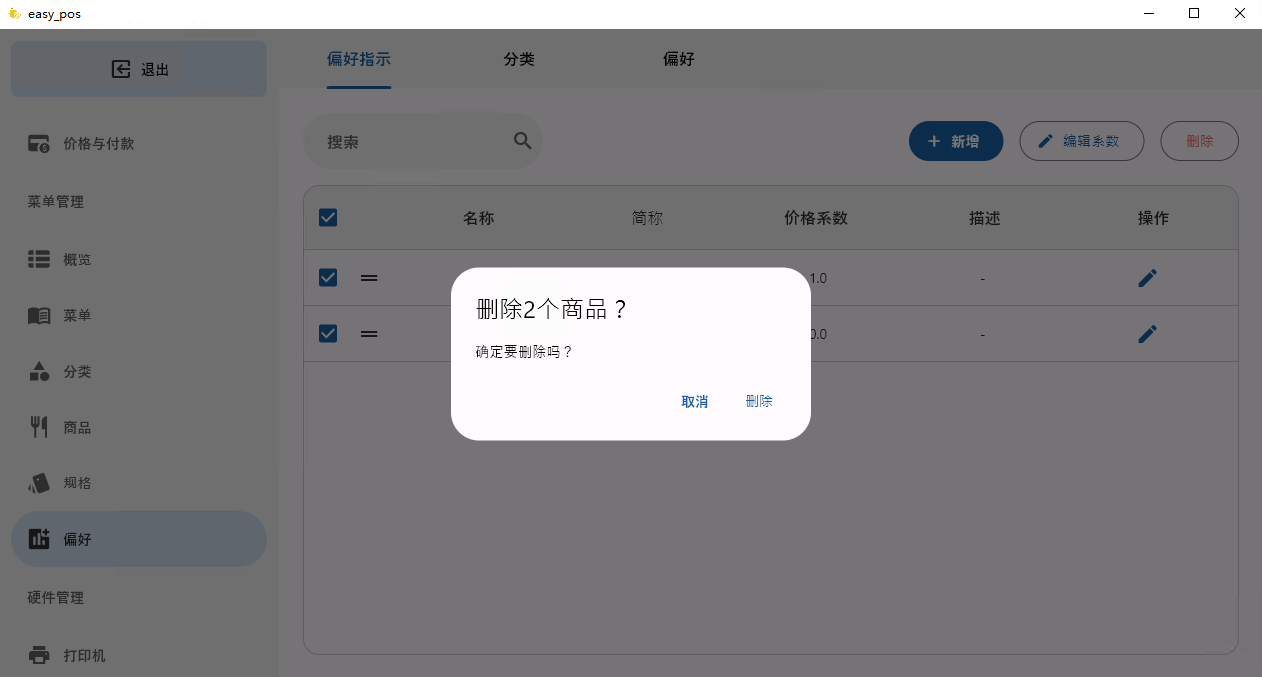 easy_pos
退出
偏好指示
分类
偏好
价格与付款
搜索
新增
编辑系数
删除
菜单管理
名称
简称
价格系数
描述
操作
概览
1.0
-
菜单
0.0
-
删除2个商品？
确定要删除吗？
取消
删除
分类
商品
规格
偏好
硬件管理
打印机